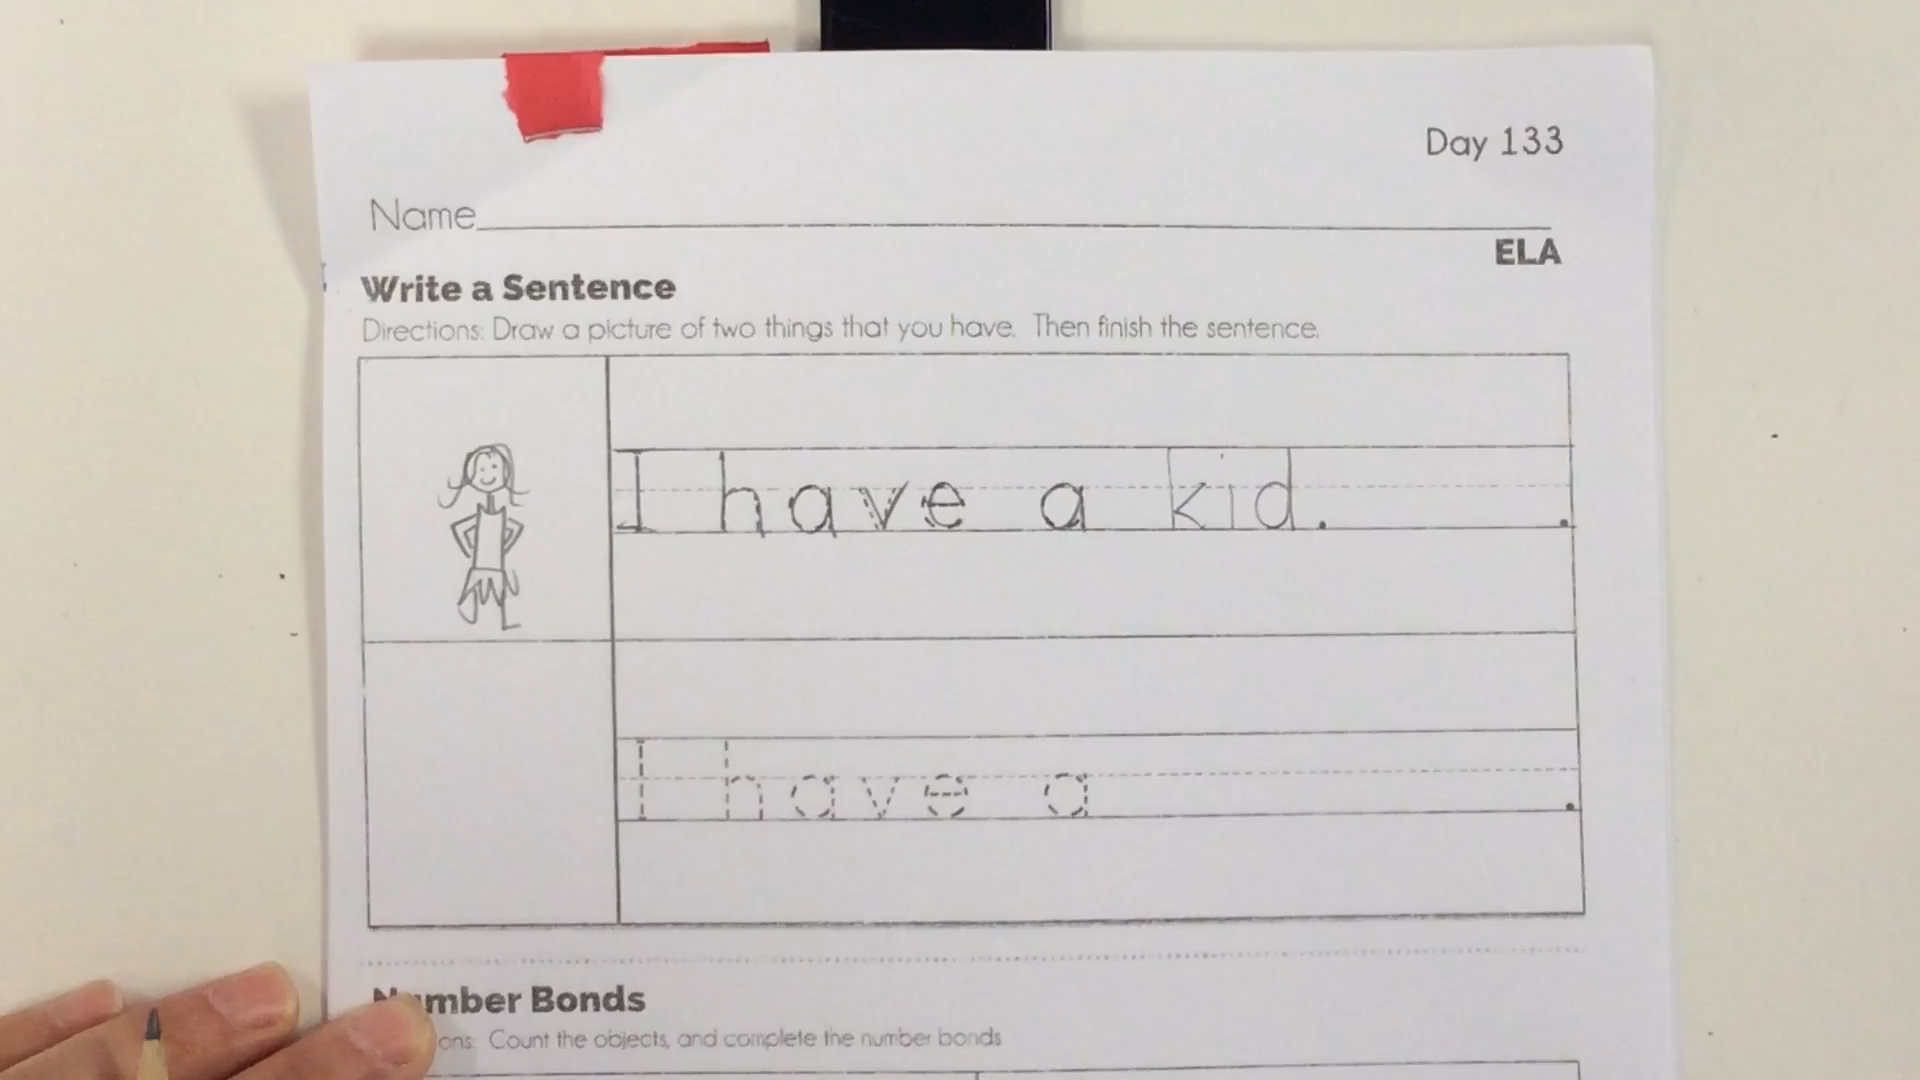 Day 133
Name
ELA
Write a Sentence
Directions: Draw a picture of two things that you have. Then finish the sentence.
I have a kid. .
I have a .
Number Bonds
ons: Count the objects, and complete the number bonds